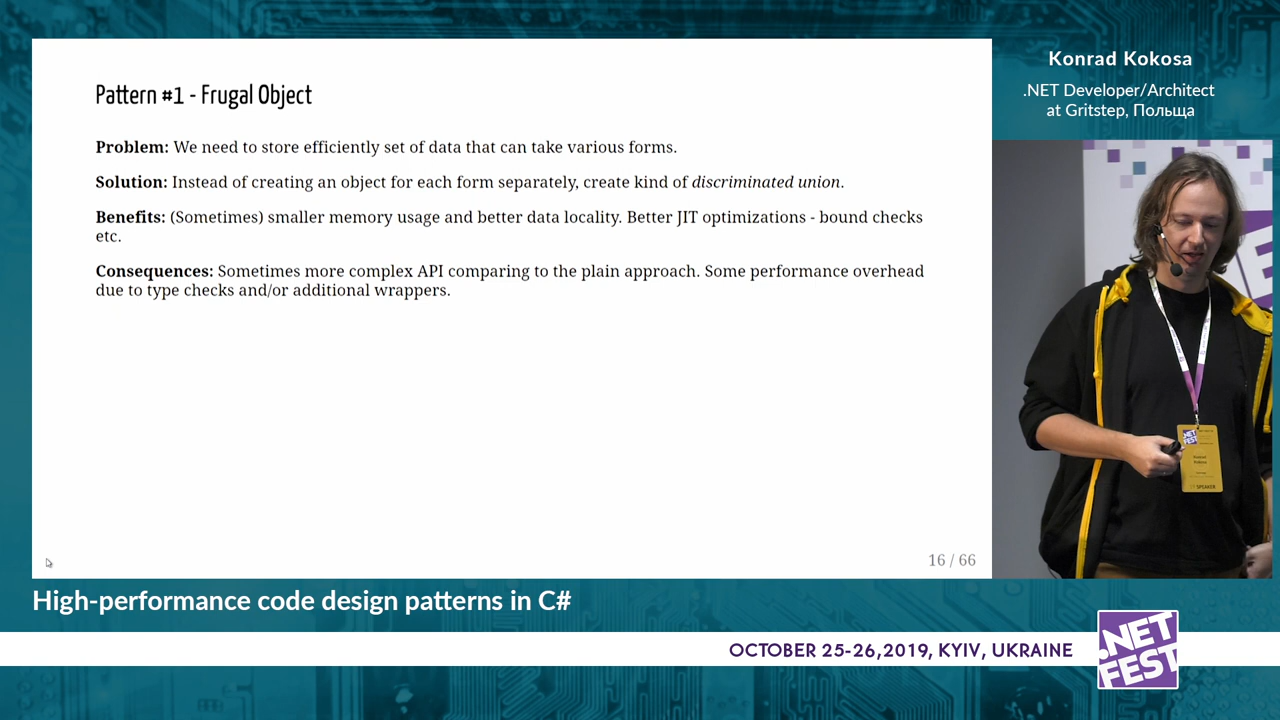 Pattern #1 - Frugal Object
Problem: We need to store efficiently set of data that can take various forms.
Solution: Instead of creating an object for each form separately, create kind of discriminated union.
Benefits: (Sometimes) smaller memory usage and better data locality. Better JIT optimizations - bound checks
etc.
Consequences: Sometimes more complex API comparing to the plain approach. Some performance overhead
due to type checks and/or additional wrappers.
16 / 66
Konrad Kokosa
.NET Developer/Architect
at Gritstep, Польща
.NET
FEST
SPEAKER
High-performance code design patterns in C#
OCTOBER 25-26,2019, KYIV, UKRAINE
.NET
FEST